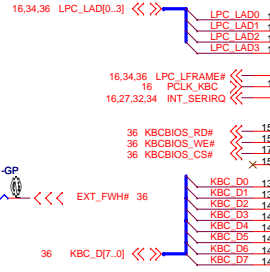 16,34,36 LPC_LAD[0..3]
LPC_LAD0
LPC_LAD1
LPC_LAD2
LPC_LAD3
16,34,36 LPC_LFRAME#
16 PCLK_KBC
16,27,32,34 INT_SERIRQ
36 KBCBIOS_RD#
36 KBCBIOS_WE#
36 KBCBIOS_CS#
-GP
EXT_FWH# 36
KBC_D0
KBC_D1
KBC_D2
KBC_D3
KBC_D4
KBC_D5
KBC_D6
KBC_D7
36 KBC_D[7..0]